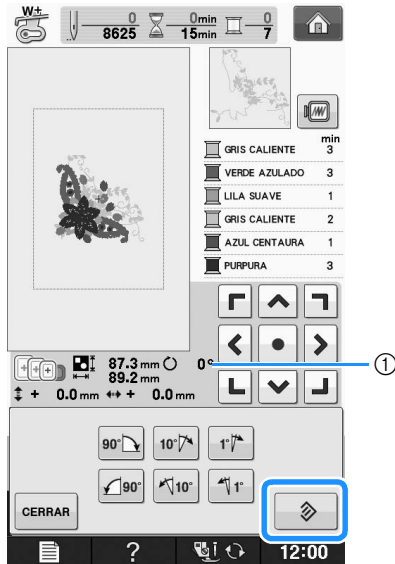 W+
0
8625
0min
15min
0
7
min
GRIS CALIENTE 3
VERDE AZULADO 3
LILA SUAVE 1
GRIS CALIENTE 2
AZUL CENTAURA 1
PURPURA 3
87.3 mm 0°
89.2 mm
+ 0.0 mm + 0.0 mm
①
90° 10° 1°
90° 10° 1°
CERRAR
? 12:00